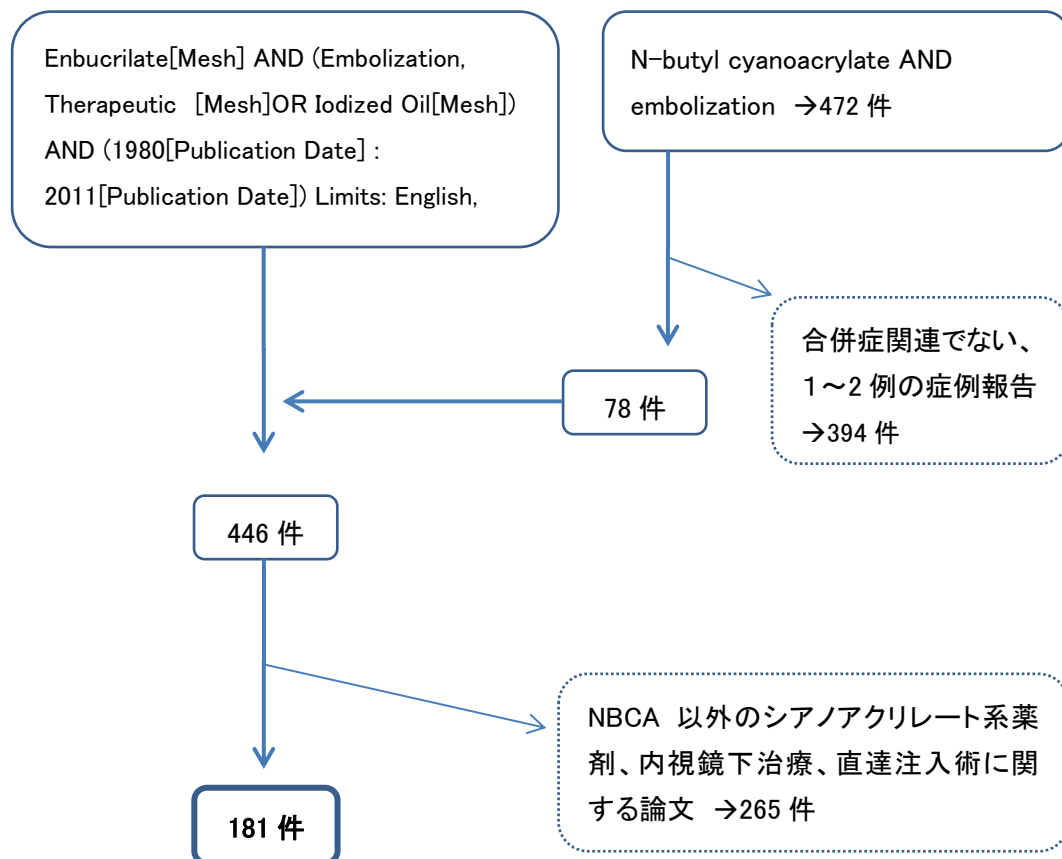 Enbucrilate[Mesh] AND (Embolization,
Therapeutic [Mesh]OR Iodized Oil[Mesh])
AND (1980[Publication Date] :
2011[Publication Date]) Limits: English,
N-butyl cyanoacrylate AND
embolization →472 件
合併症関連でない、
1～2 例の症例報告
→394 件
78 件
446 件
NBCA 以外のシアノアクリレート系薬
剤、内視鏡下治療、直達注入術に関
する論文 →265 件
181 件